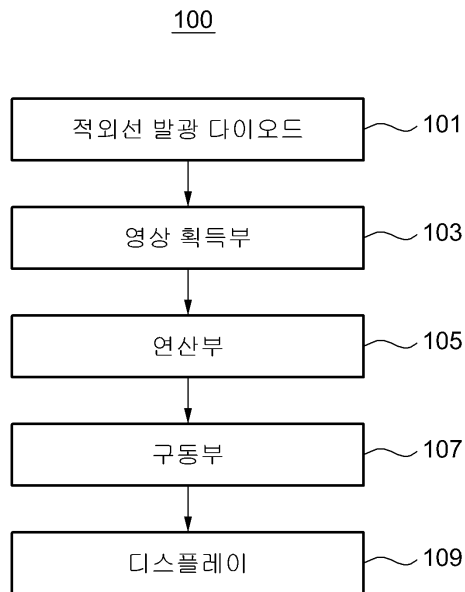 100
적외선 발광 다이오드 101
영상 획득부 103
연산부 105
구동부 107
디스플레이 109